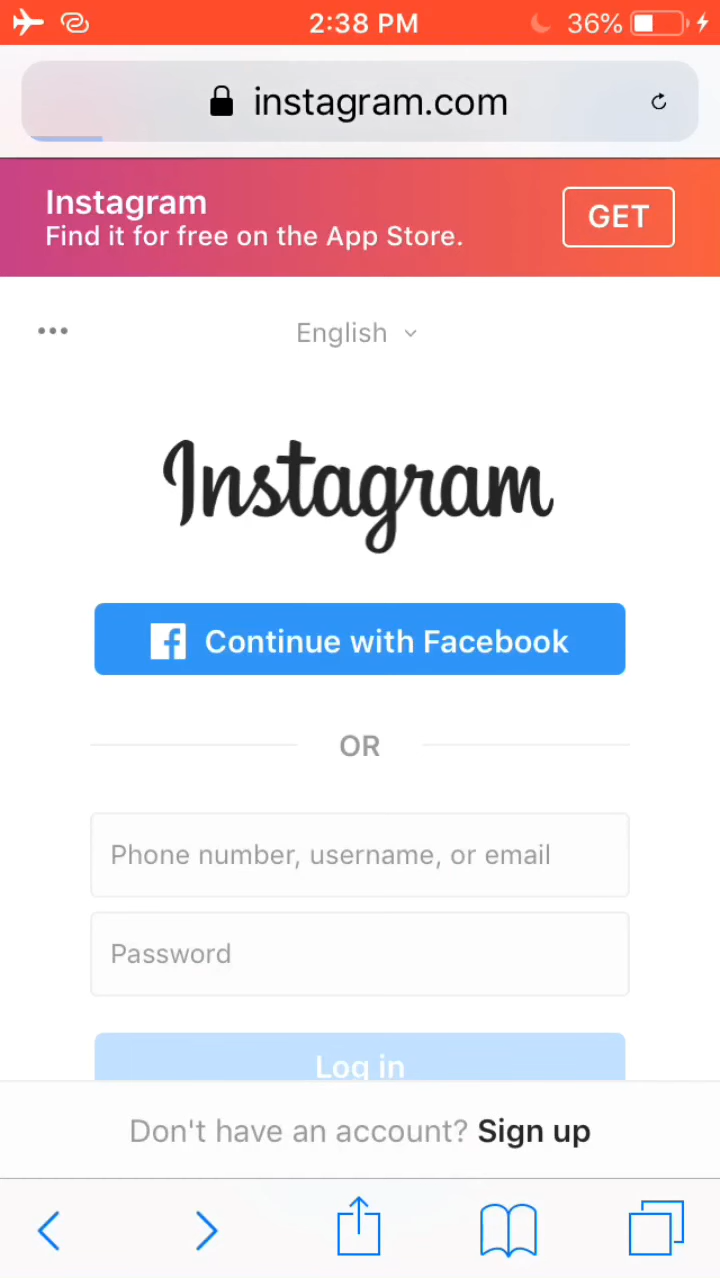 2:38 PM 36%
instagram.com
Instagram
Find it for free on the App Store.
GET
English
Instagram
Continue with Facebook
OR
Phone number, username, or email
Password
Log in
Don't have an account? Sign up